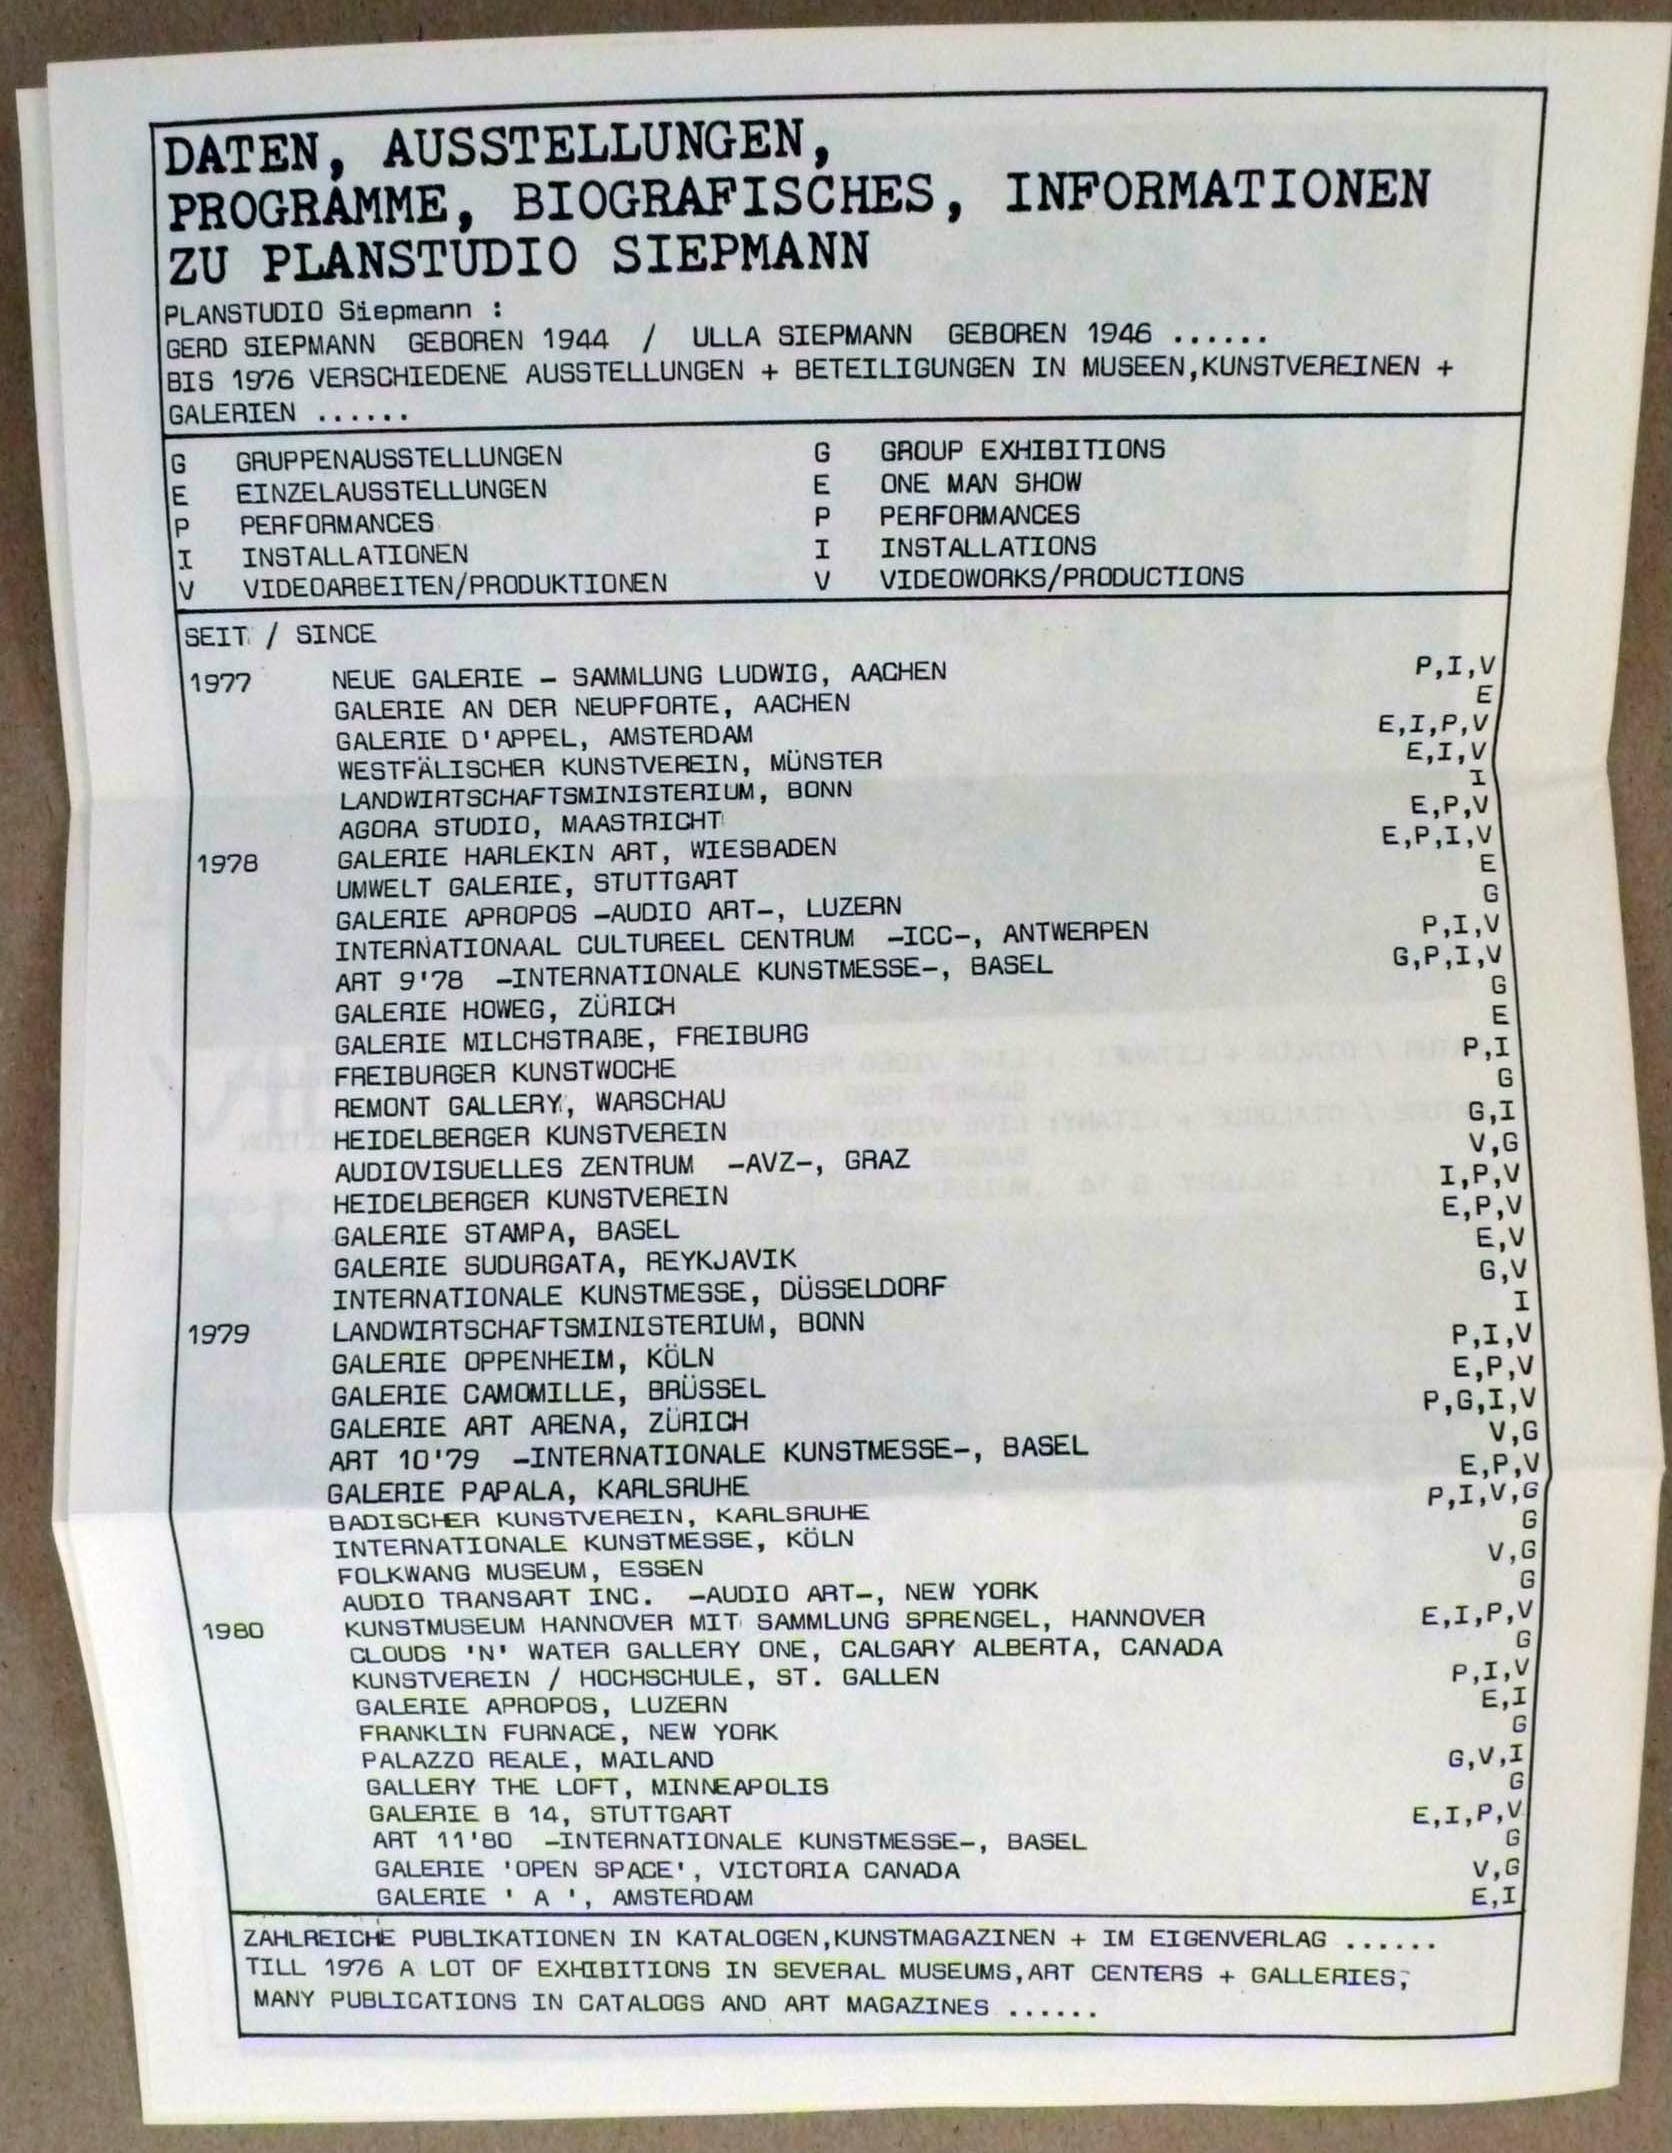 DATEN, AUSSTELLUNGEN,
PROGRAMME, BIOGRAFISCHES, INFORMATIONEN
ZU PLANSTUDIO SIEPMANN
PLANSTUDIO Siepmann :
GERD SIEPMANN GEBOREN 1944 / ULLA SIEPMANN GEBOREN 1946 ......
BIS 1976 VERSCHIEDENE AUSSTELLUNGEN + BETEILIGUNGEN IN MUSEEN,KUNSTVEREINEN +
GALERIEN ......
G GRUPPENAUSSTELLUNGEN G GROUP EXHIBITIONS
E EINZELAUSSTELLUNGEN E ONE MAN SHOW
P PERFORMANCES P PERFORMANCES
I INSTALLATIONEN I INSTALLATIONS
V VIDEOARBEITEN/PRODUKTIONEN V VIDEOWORKS/PRODUCTIONS
SEIT / SINCE
1977 NEUE GALERIE – SAMMLUNG LUDWIG, AACHEN P,I,V
GALERIE AN DER NEUPFORTE, AACHEN E
GALERIE D'APPEL, AMSTERDAM E,I,P,V
WESTFÄLISCHER KUNSTVEREIN, MÜNSTER E,I,V
LANDWIRTSCHAFTSMINISTERIUM, BONN I
AGORA STUDIO, MAASTRICHT E,P,V
1978 GALERIE HARLEKIN ART, WIESBADEN E,P,I,V
UMWELT GALERIE, STUTTGART E
GALERIE APROPOS –AUDIO ART–, LUZERN G
INTERNATIONAAL CULTUREEL CENTRUM –ICC–, ANTWERPEN P,I,V
ART 9'78 –INTERNATIONALE KUNSTMESSE–, BASEL G,P,I,V
GALERIE HOWEG, ZÜRICH G
GALERIE MILCHSTRAßE, FREIBURG E
FREIBURGER KUNSTWOCHE P,I
REMONT GALLERY, WARSCHAU G
HEIDELBERGER KUNSTVEREIN G,I
AUDIOVISUELLES ZENTRUM –AVZ–, GRAZ V,G
HEIDELBERGER KUNSTVEREIN I,P,V
GALERIE STAMPA, BASEL E,P,V
GALERIE SUDURGATA, REYKJAVIK E,V
INTERNATIONALE KUNSTMESSE, DÜSSELDORF G,V
1979 LANDWIRTSCHAFTSMINISTERIUM, BONN I
GALERIE OPPENHEIM, KÖLN P,I,V
GALERIE CAMOMILLE, BRÜSSEL E,P,V
GALERIE ART ARENA, ZÜRICH P,G,I,V
ART 10'79 –INTERNATIONALE KUNSTMESSE–, BASEL V,G
GALERIE PAPALA, KARLSRUHE E,P,V
BADISCHER KUNSTVEREIN, KARLSRUHE P,I,V,G
INTERNATIONALE KUNSTMESSE, KÖLN G
FOLKWANG MUSEUM, ESSEN V,G
AUDIO TRANSART INC. –AUDIO ART–, NEW YORK G
1980 KUNSTMUSEUM HANNOVER MIT SAMMLUNG SPRENGEL, HANNOVER E,I,P,V
CLOUDS 'N' WATER GALLERY ONE, CALGARY ALBERTA, CANADA G
KUNSTVEREIN / HOCHSCHULE, ST. GALLEN P,I,V
GALERIE APROPOS, LUZERN E,I
FRANKLIN FURNACE, NEW YORK G
PALAZZO REALE, MAILAND G,V,I
GALLERY THE LOFT, MINNEAPOLIS G
GALERIE B 14, STUTTGART E,I,P,V
ART 11'80 –INTERNATIONALE KUNSTMESSE–, BASEL G
GALERIE 'OPEN SPACE', VICTORIA CANADA V,G
GALERIE ' A ', AMSTERDAM E,I
ZAHLREICHE PUBLIKATIONEN IN KATALOGEN,KUNSTMAGAZINEN + IM EIGENVERLAG ......
TILL 1976 A LOT OF EXHIBITIONS IN SEVERAL MUSEUMS,ART CENTERS + GALLERIES,
MANY PUBLICATIONS IN CATALOGS AND ART MAGAZINES ......